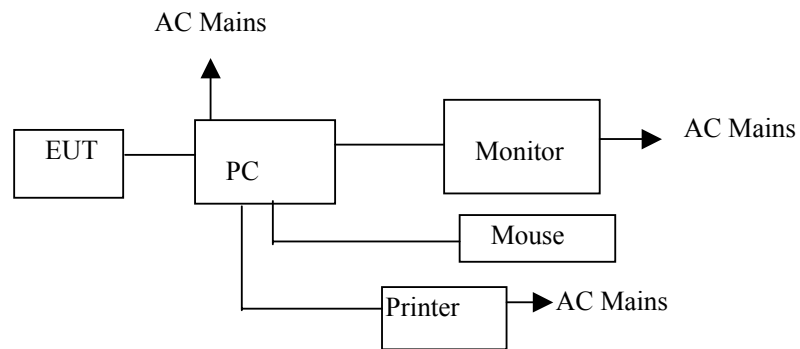 AC Mains
AC Mains
EUT
PC
Monitor
Mouse
Printer
AC Mains